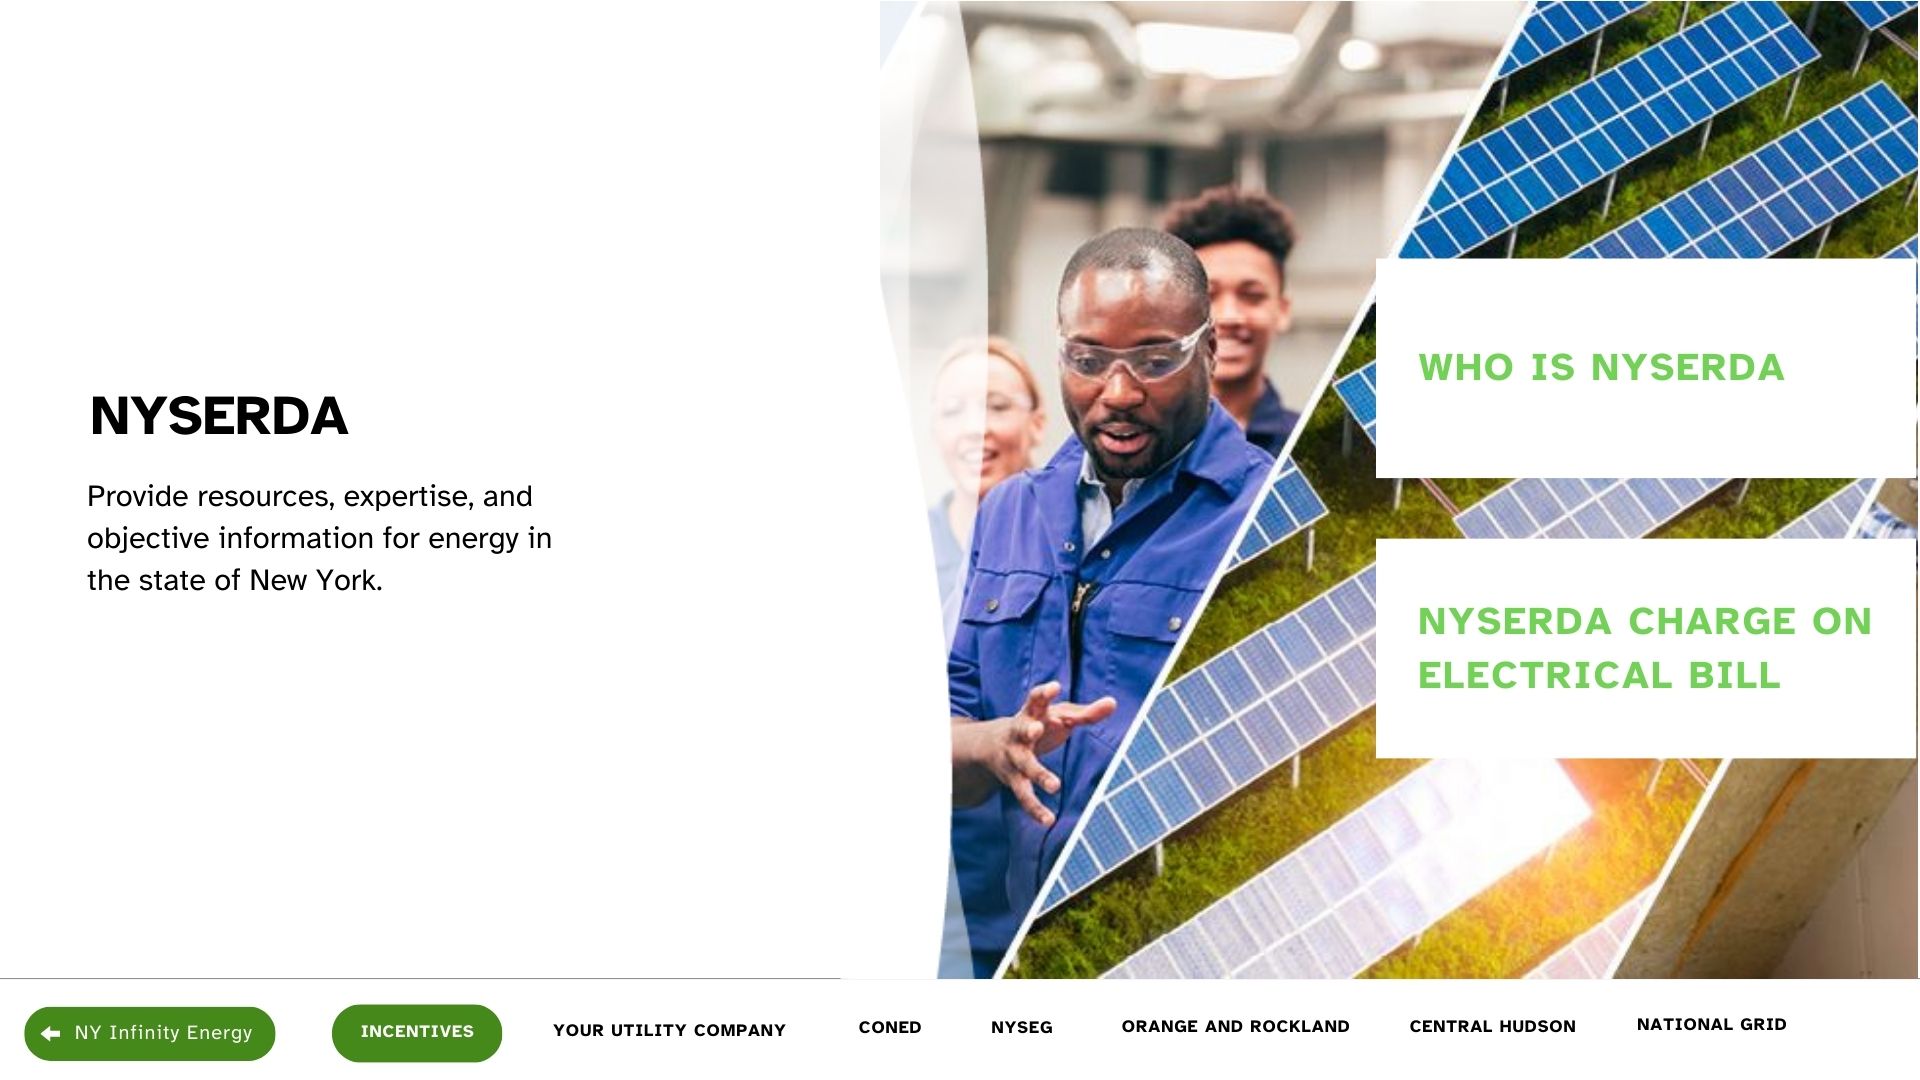 NYSERDA
Provide resources, expertise, and
objective information for energy in
the state of New York.
WHO IS NYSERDA
NYSERDA CHARGE ON
ELECTRICAL BILL
NY Infinity Energy
INCENTIVES
YOUR UTILITY COMPANY
CONED
NYSEG
ORANGE AND ROCKLAND
CENTRAL HUDSON
NATIONAL GRID